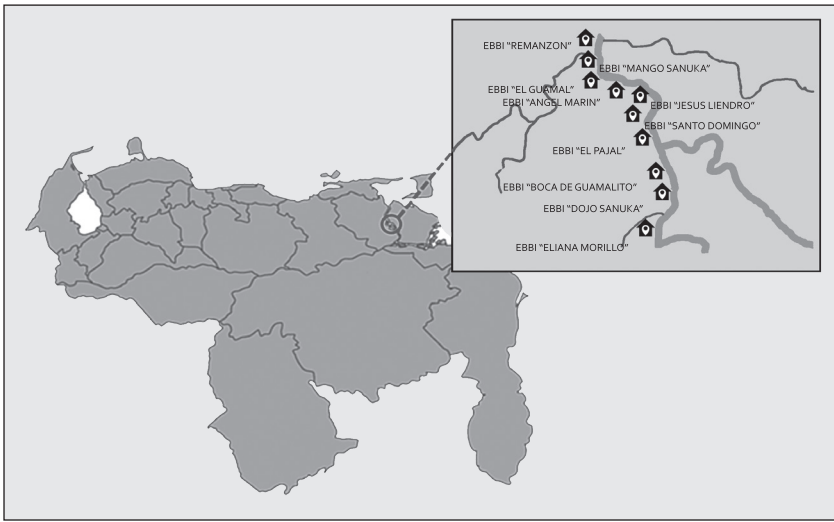 EBBI “REMANZON”
EBBI “MANGO SANUKA”
EBBI “EL GUAMAL”
EBBI “ANGEL MARIN”
EBBI “JESUS LIENDRO”
EBBI “SANTO DOMINGO”
EBBI “EL PAJAL”
EBBI “BOCA DE GUAMALITO”
EBBI “DOJO SANUKA”
EBBI “ELIANA MORILLO”